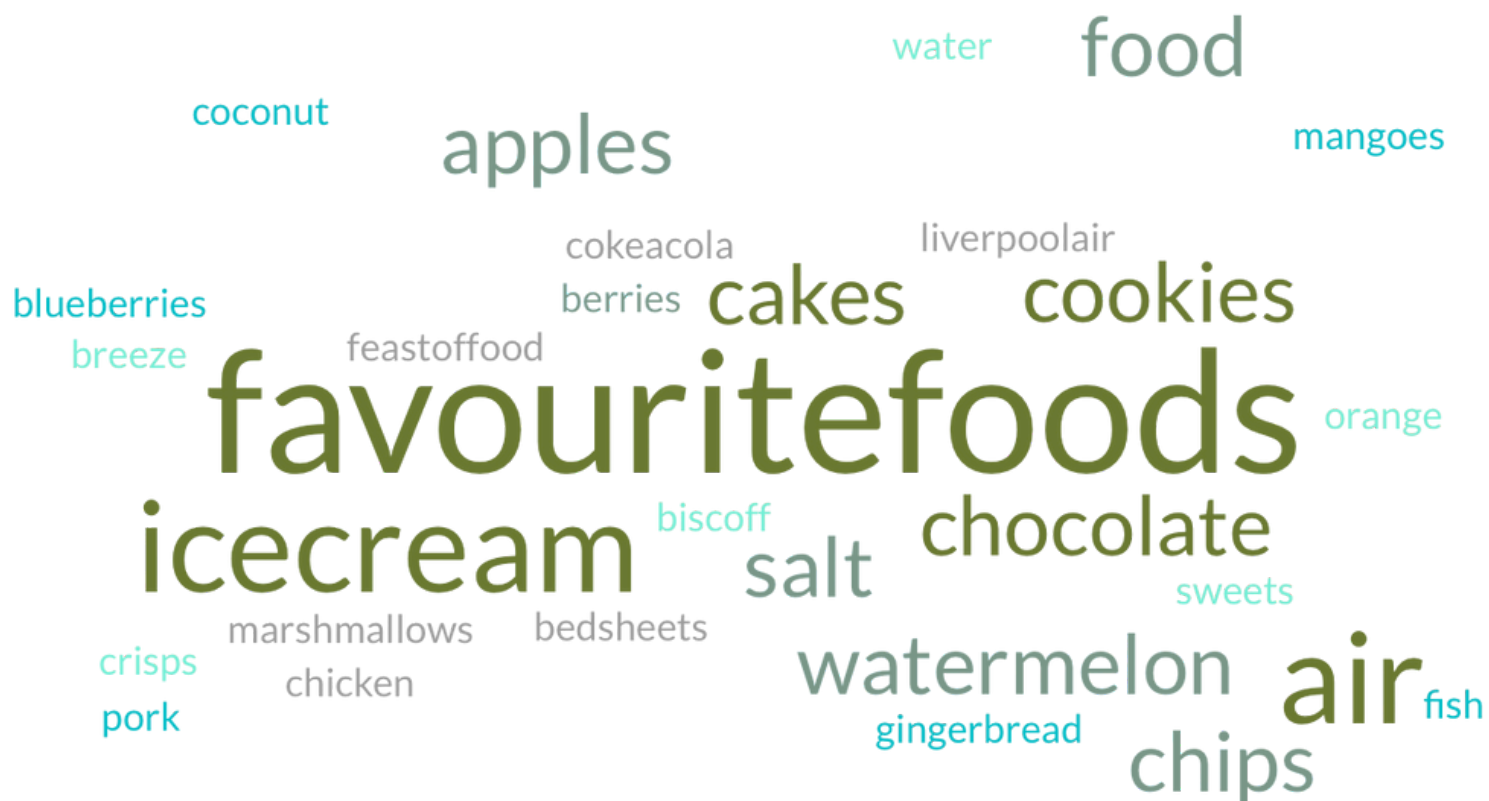 water
food
coconut
mangoes
apples
cokeacola
liverpoolair
blueberries
berries
cakes
cookies
breeze
feastoffood
favouritefoods
orange
icecream
biscoff
chocolate
salt
sweets
marshmallows
bedsheets
crisps
chicken
watermelon
air
pork
gingerbread
fish
chips